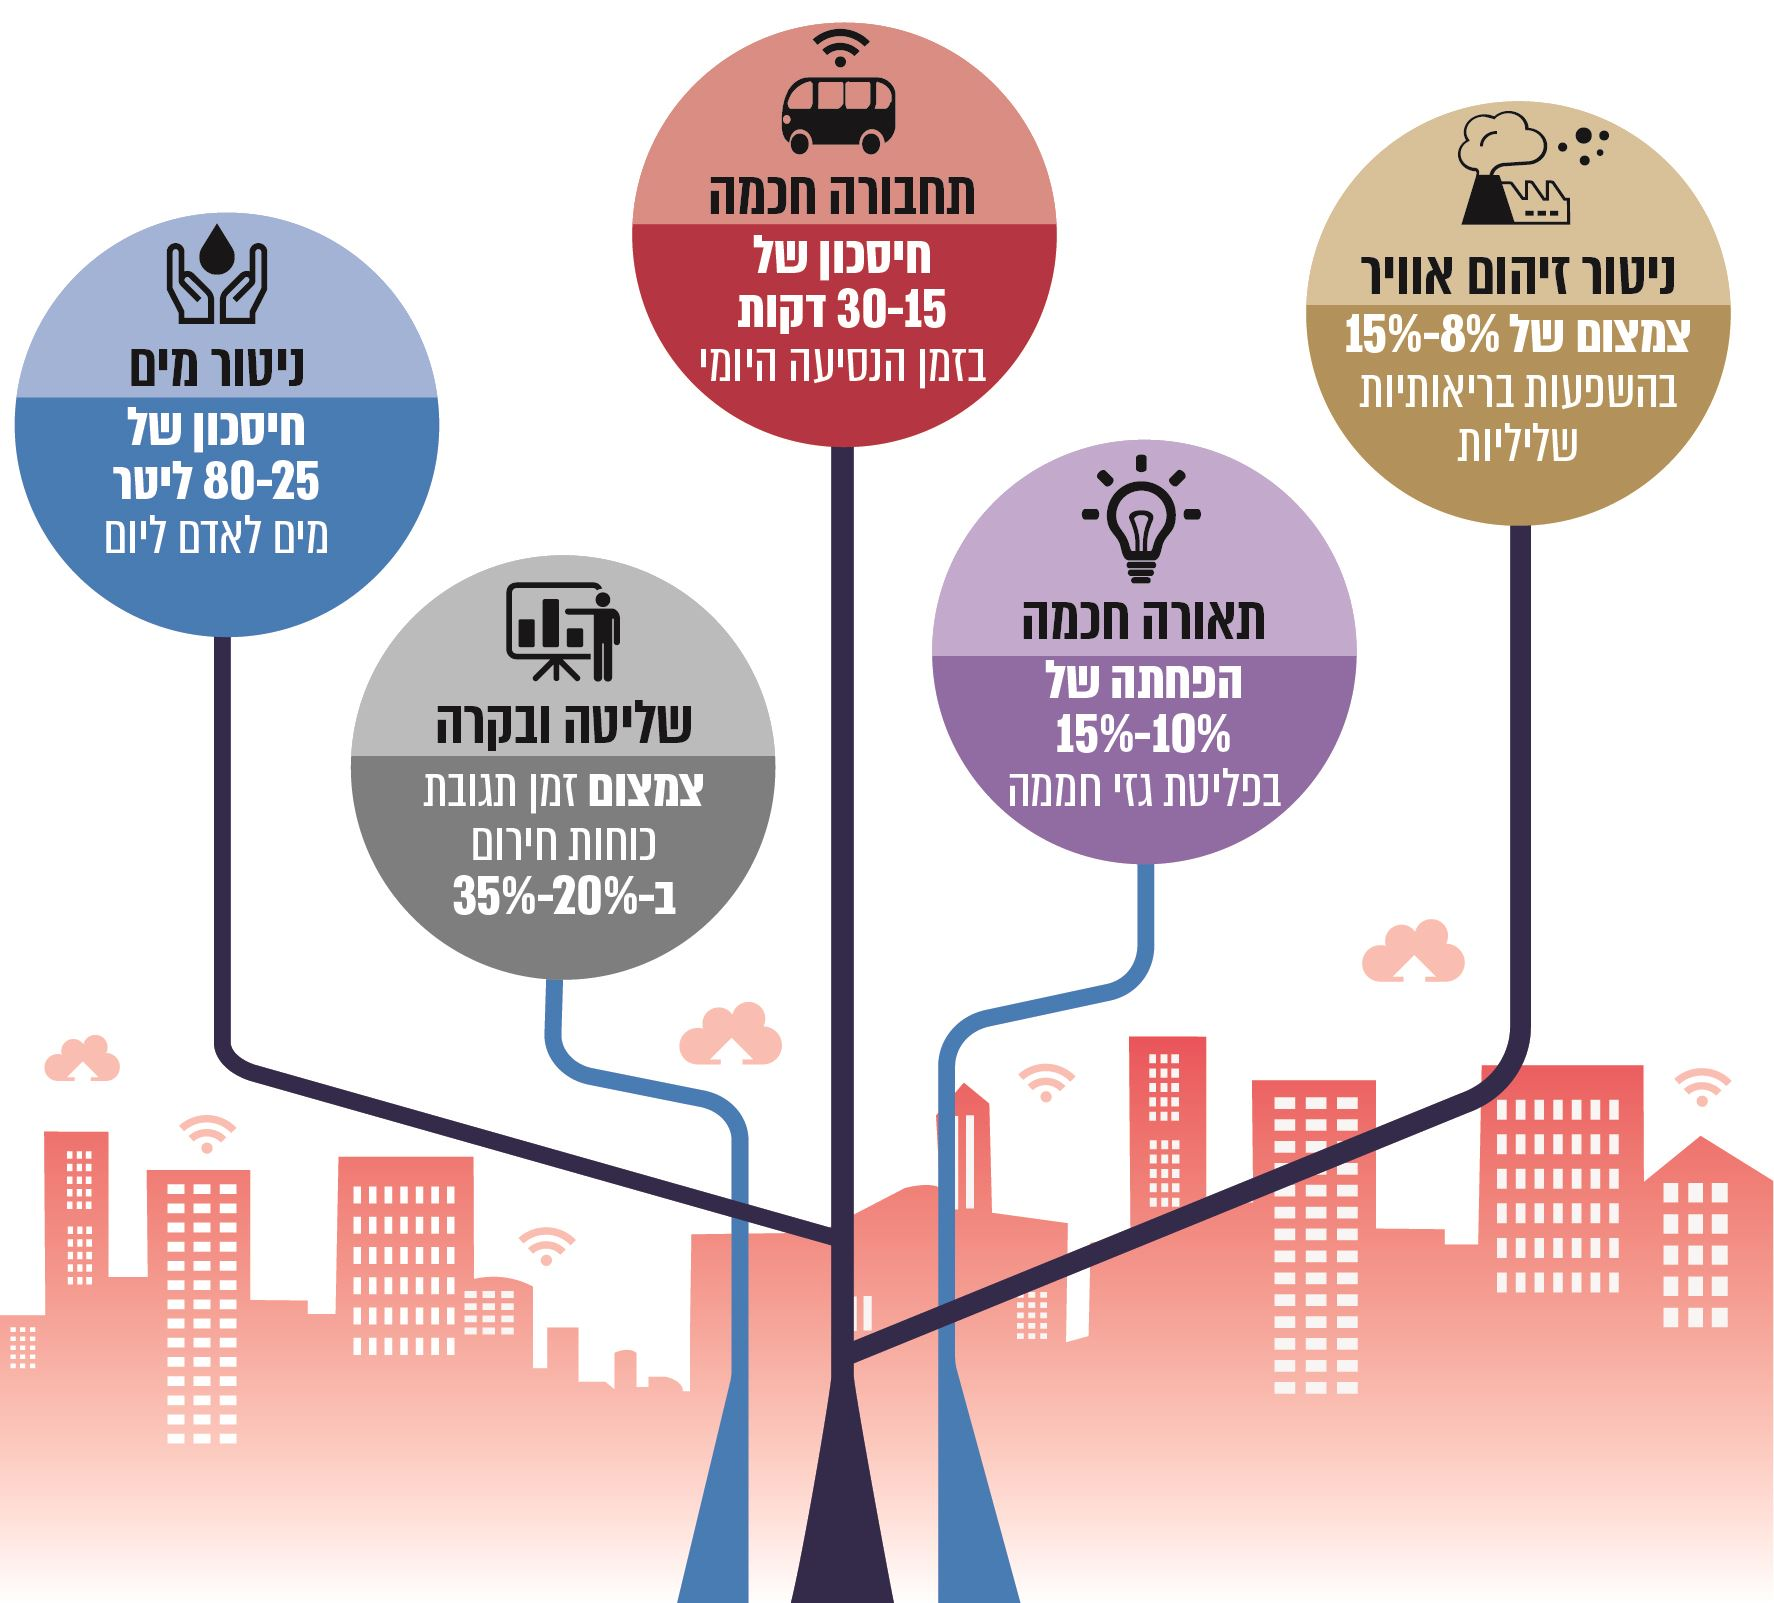 תחבורה חכמה
חיסכון של
30-15 דקות
בזמן הנסיעה היומי
ניטור זיהום אוויר
צמצום של 15%-8%
בהשפעות בריאותיות
שליליות
ניטור מים
חיסכון של
80-25 ליטר
מים לאדם ליום
תאורה חכמה
הפחתה של
15%-10%
בפליטת גזי חממה
שליטה ובקרה
צמצום זמן תגובת
כוחות חירום
ב-35%-20%